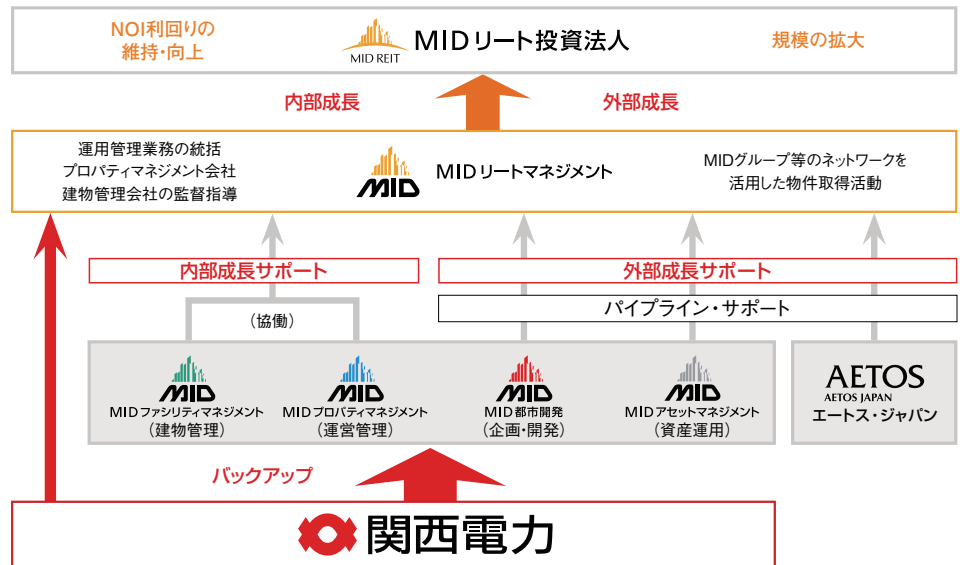 NOI利回りの
維持・向上
MID REIT
MIDリート投資法人
規模の拡大
内部成長
外部成長
運用管理業務の統括
プロパティマネジメント会社
建物管理会社の監督指導
MID
MIDリートマネジメント
MIDグループ等のネットワークを
活用した物件取得活動
内部成長サポート
外部成長サポート
(協働)
パイプライン・サポート
MID
MIDファシリティマネジメント
(建物管理)
MID
MIDプロパティマネジメント
(運営管理)
MID
MID都市開発
(企画・開発)
MID
MIDアセットマネジメント
(資産運用)
AETOS
AETOS JAPAN
エートス・ジャパン
バックアップ
関西電力